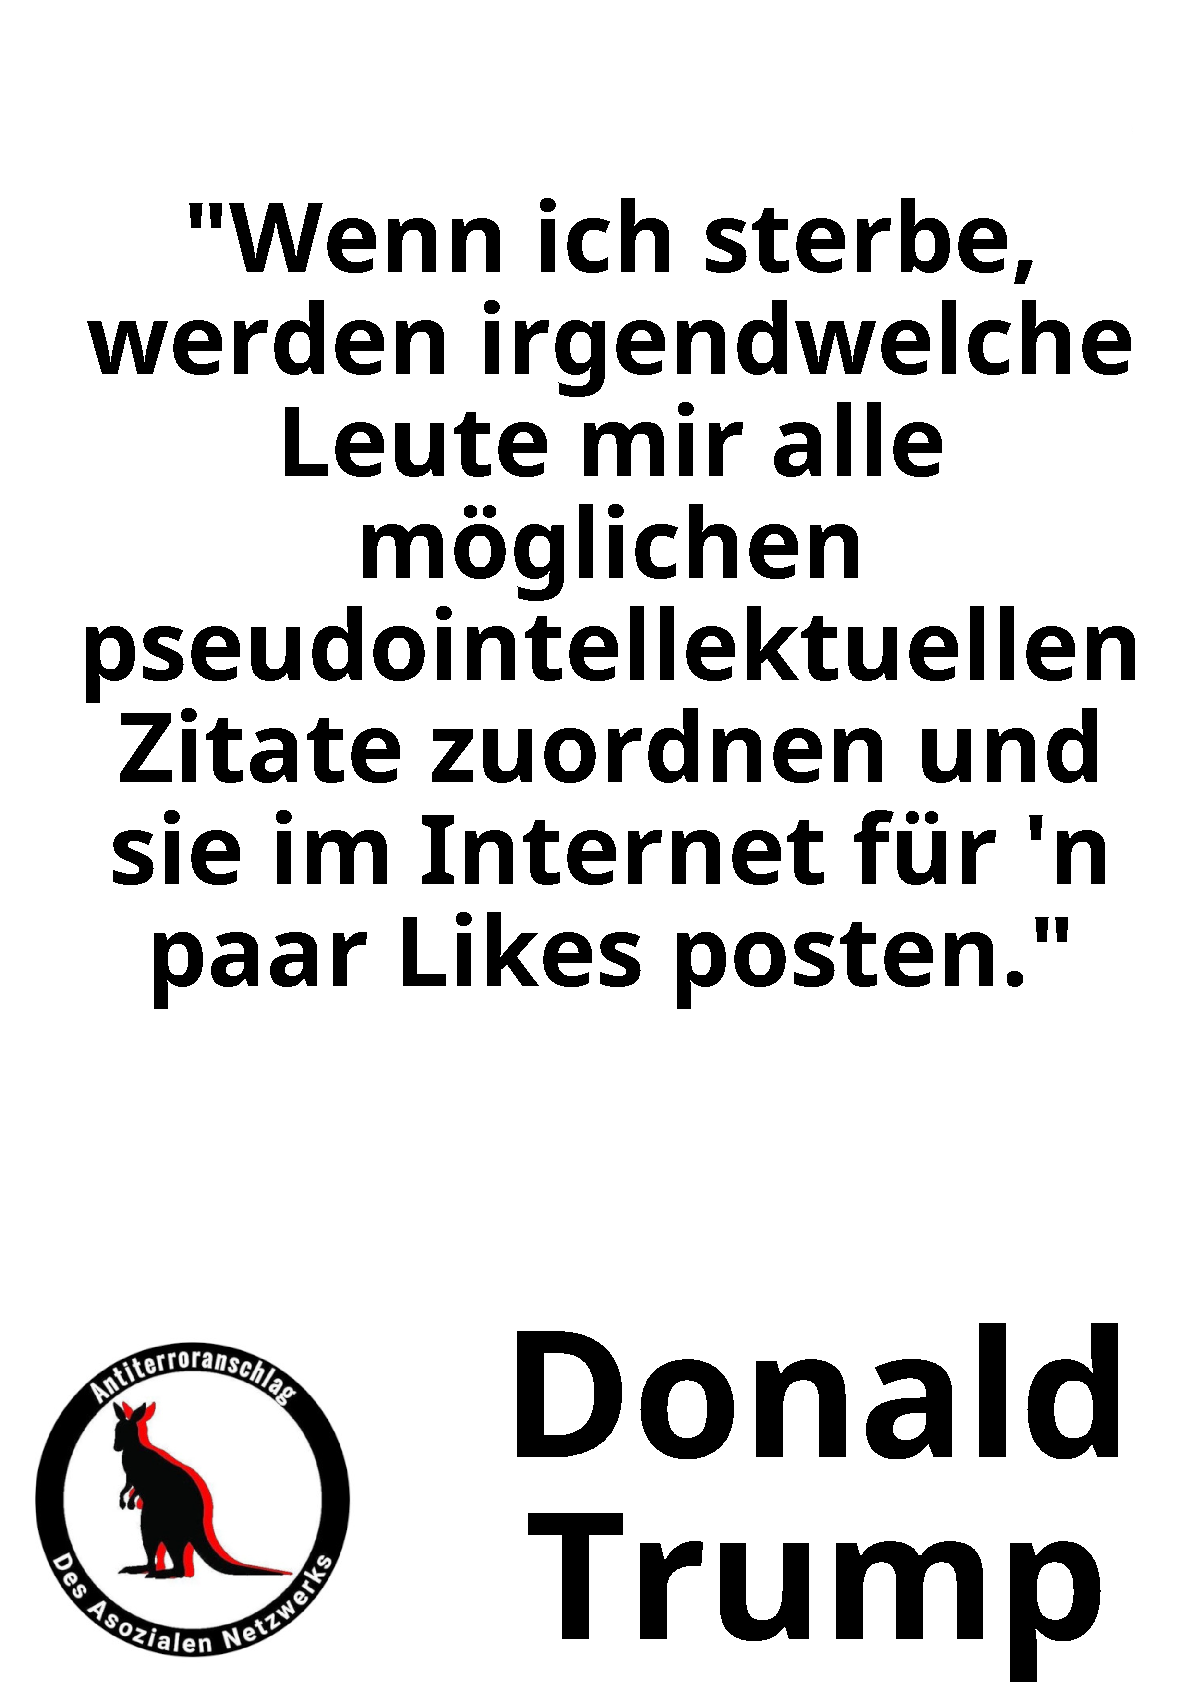 "Wenn ich sterbe,
werden irgendwelche
Leute mir alle
möglichen
pseudointellektuellen
Zitate zuordnen und
sie im Internet für 'n
paar Likes posten."
Antiterroranschlag
Des Asozialen Netzwerks
Donald
Trump